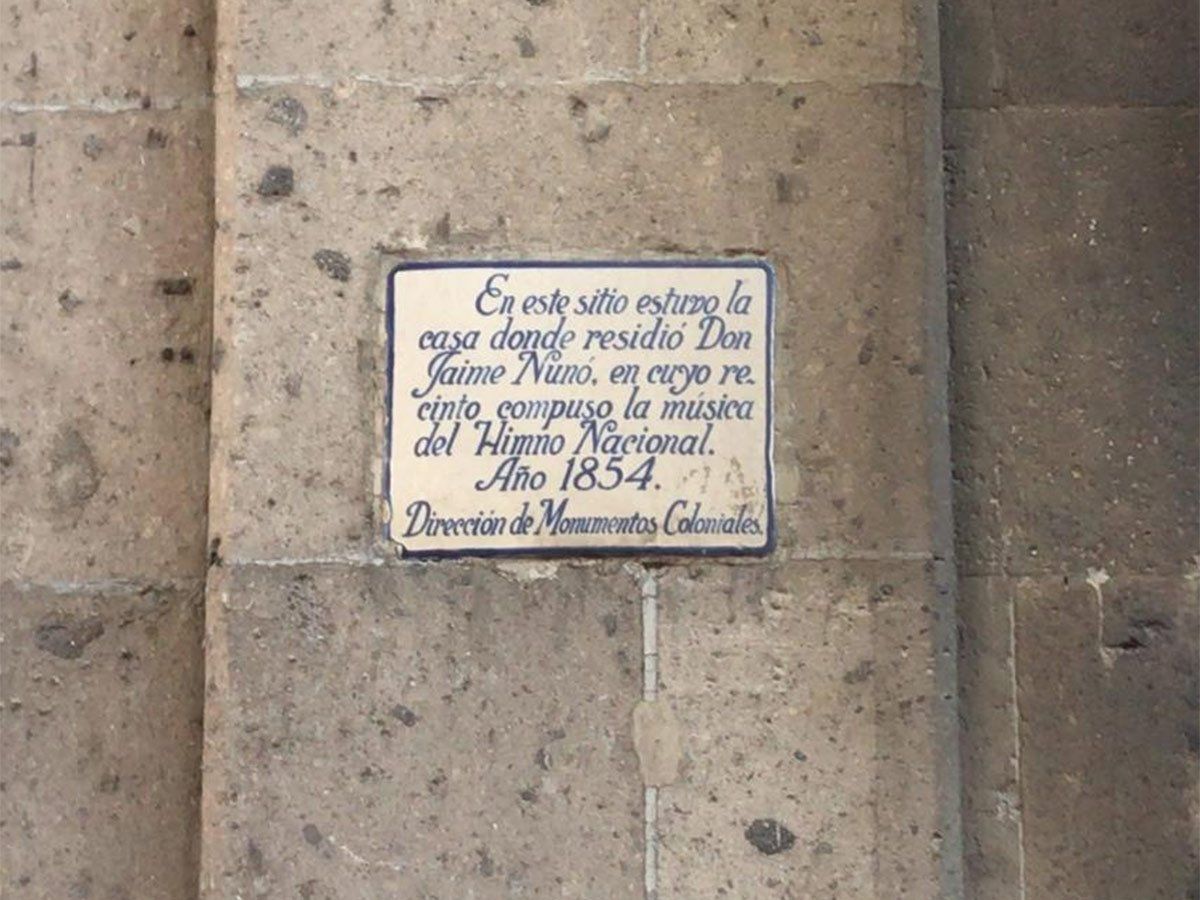 En este sitio estuvo la
casa donde residió Don
Jaime Nunó, en cuyo re-
cinto compuso la música
del Himno Nacional.
Año 1854.
Dirección de Monumentos Coloniales.